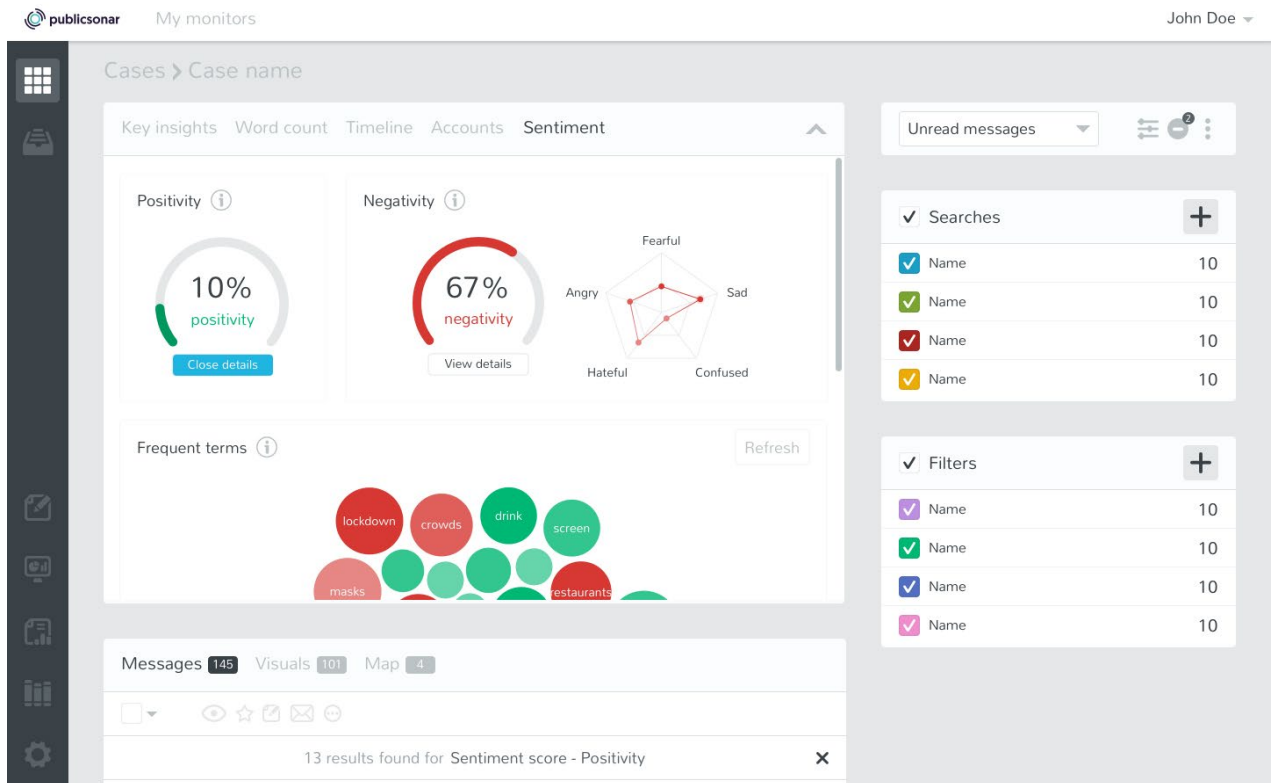 publicsonar My monitors John Doe
Cases > Case name
Key insights Word count Timeline Accounts Sentiment
Positivity i
10%
positivity
Close details
Negativity i
67%
negativity
View details
Fearful
Angry
Sad
Hateful
Confused
Frequent terms i
Refresh
lockdown
crowds
drink
screen
masks
restaurants
Messages 145 Visuals 101 Map 4
13 results found for Sentiment score - Positivity
Unread messages
2
Searches
Name 10
Name 10
Name 10
Name 10
Filters
Name 10
Name 10
Name 10
Name 10